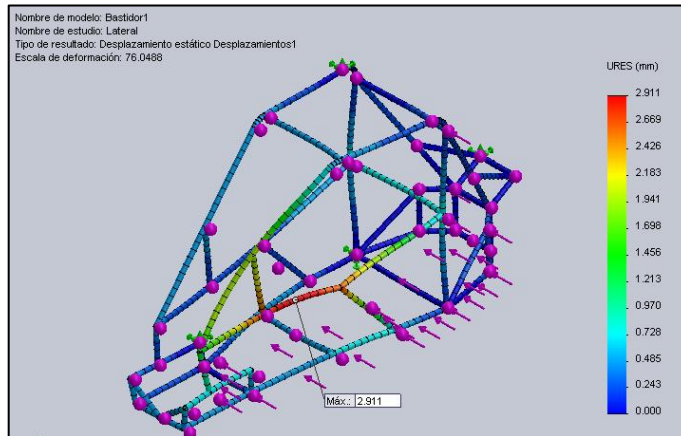 Nombre de modelo: Bastidor1
Nombre de estudio: Lateral
Tipo de resultado: Desplazamiento estático Desplazamientos1
Escala de deformación: 76.0488
URES (mm)
2.911
2.669
2.426
2.183
1.941
1.698
1.456
1.213
0.970
0.728
0.485
0.243
0.000
Máx.: 2.911